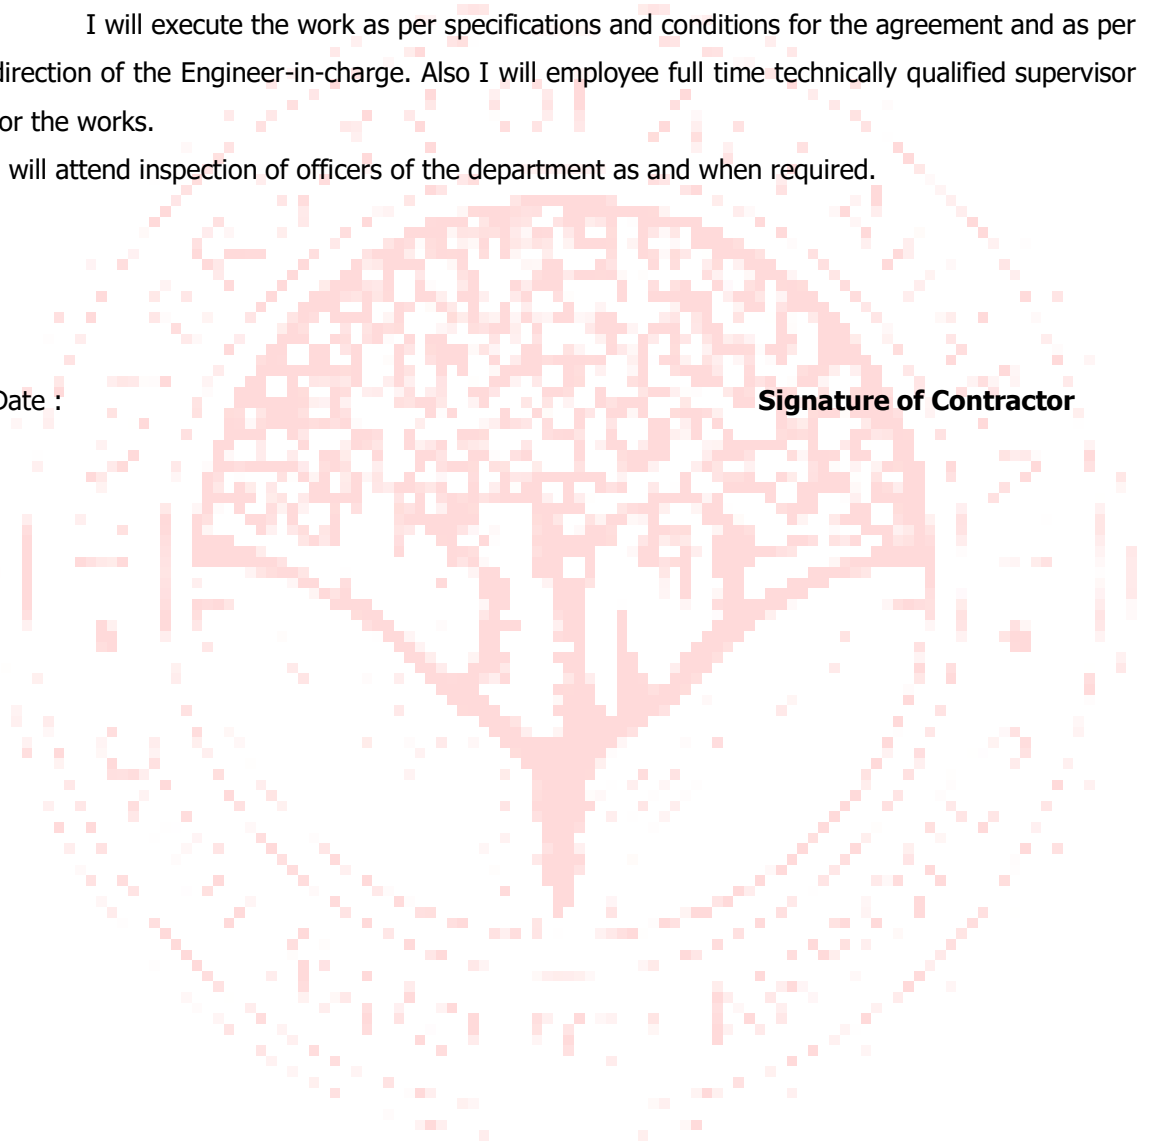 I will execute the work as per specifications and conditions for the agreement and as per
direction of the Engineer-in-charge. Also I will employee full time technically qualified supervisor
or the works.
will attend inspection of officers of the department as and when required.
Date : Signature of Contractor